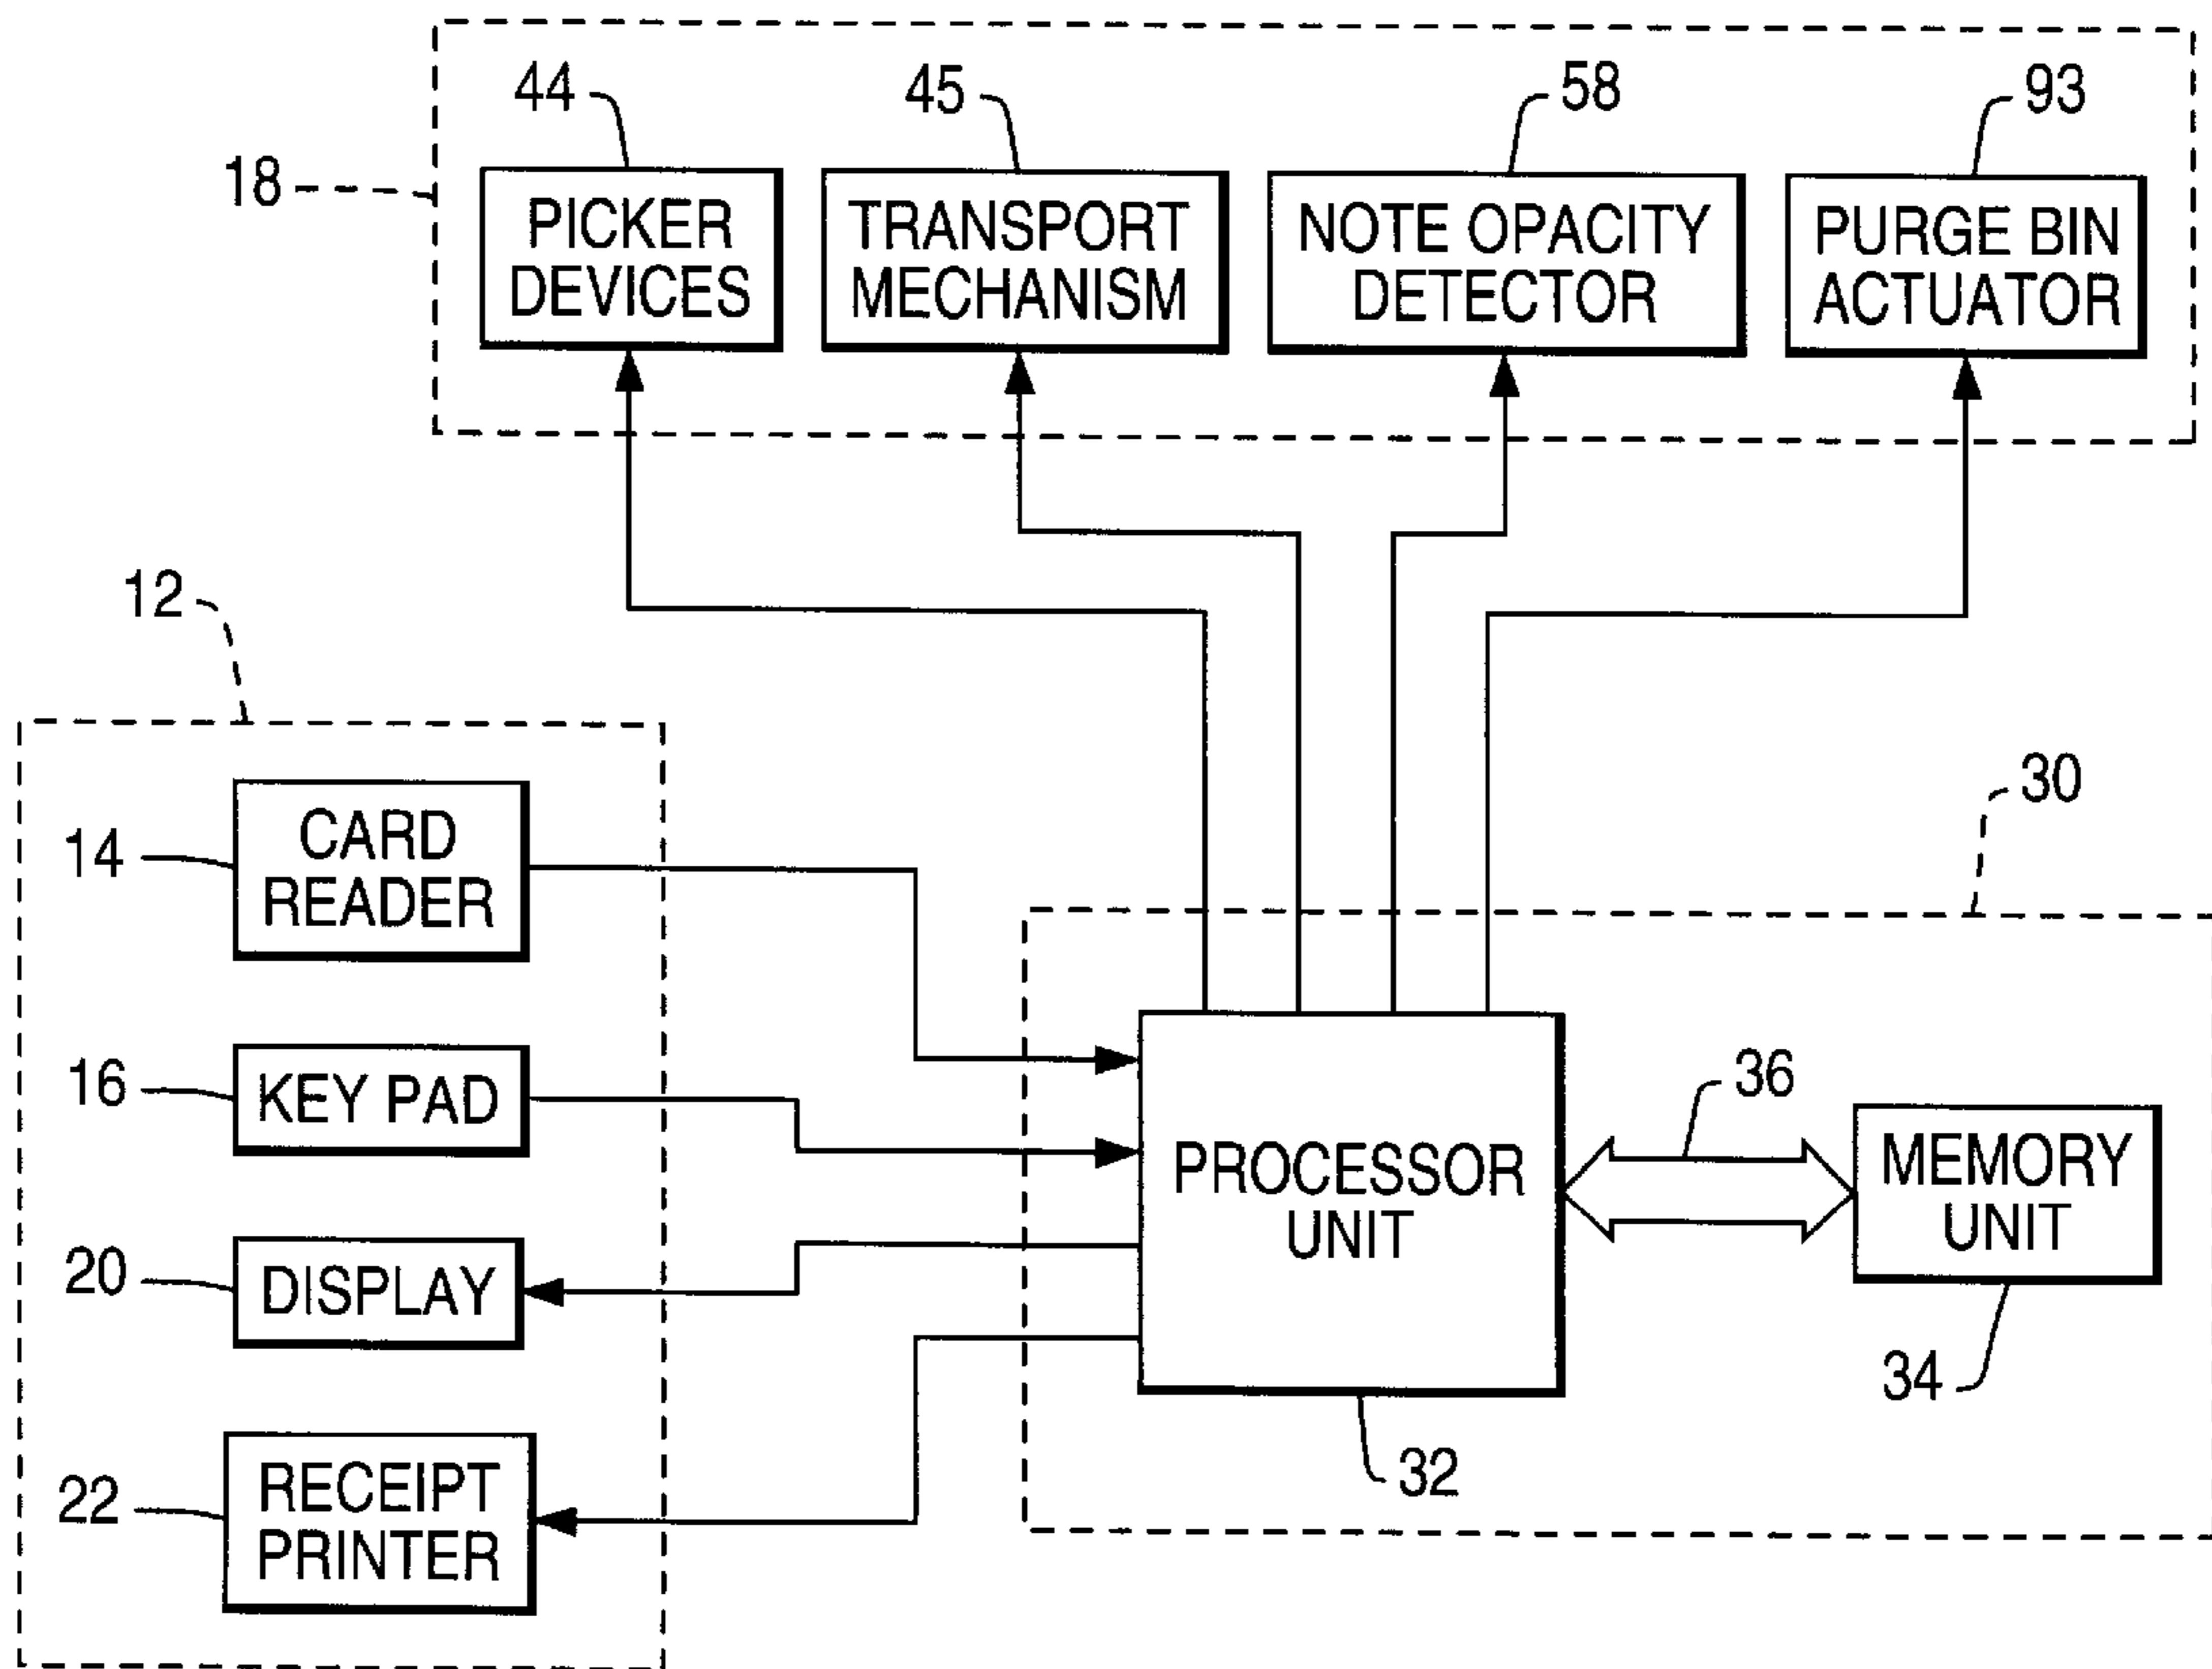 44
45
58
93
18
PICKER
DEVICES
TRANSPORT
MECHANISM
NOTE OPACITY
DETECTOR
PURGE BIN
ACTUATOR
12
30
14
CARD
READER
16
KEY PAD
36
PROCESSOR
UNIT
MEMORY
UNIT
20
DISPLAY
34
22
RECEIPT
PRINTER
32